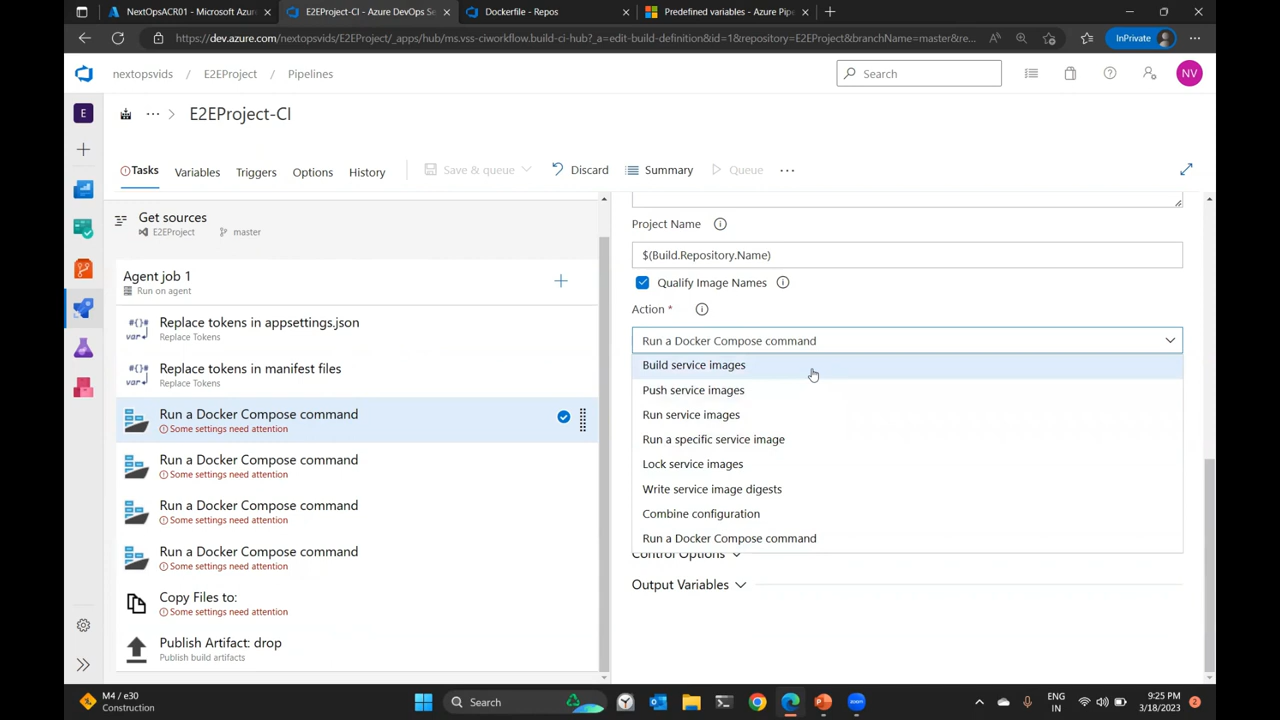 NextOpsACR01 - Microsoft Azu
E2EProject-CI - Azure DevOps Se
Dockerfile - Repos
Predefined variables - Azure Pip
https://dev.azure.com/nextopsvids/E2EProject/_apps/hub/ms.vss-ciworkflow.build-ci-hub?_a=edit-build-definition&id=1&repository=E2EProject&branchName=master&re...
InPrivate
nextopsvids / E2EProject / Pipelines
Search
NV
E
E2EProject-CI
Tasks
Variables
Triggers
Options
History
Save & queue
Discard
Summary
Queue
Get sources
E2EProject
master
Agent job 1
Run on agent
Replace tokens in appsettings.json
Replace Tokens
Replace tokens in manifest files
Replace Tokens
Run a Docker Compose command
Some settings need attention
Run a Docker Compose command
Some settings need attention
Run a Docker Compose command
Some settings need attention
Run a Docker Compose command
Some settings need attention
Copy Files to:
Some settings need attention
Publish Artifact: drop
Publish build artifacts
Project Name
$(Build.Repository.Name)
Qualify Image Names
Action *
Run a Docker Compose command
Build service images
Push service images
Run service images
Run a specific service image
Lock service images
Write service image digests
Combine configuration
Run a Docker Compose command
Control Options
Output Variables
M4 / e30
Construction
Search
ENG
IN
9:25 PM
3/18/2023
2